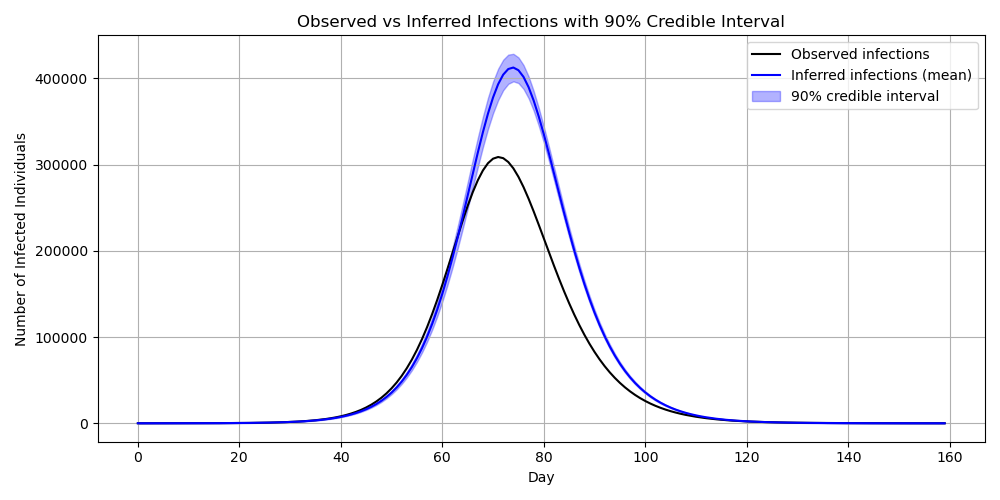 Observed vs Inferred Infections with 90% Credible Interval
Observed infections
Inferred infections (mean)
90% credible interval
Number of Infected Individuals
400000
300000
200000
100000
0
0 20 40 60 80 100 120 140 160
Day